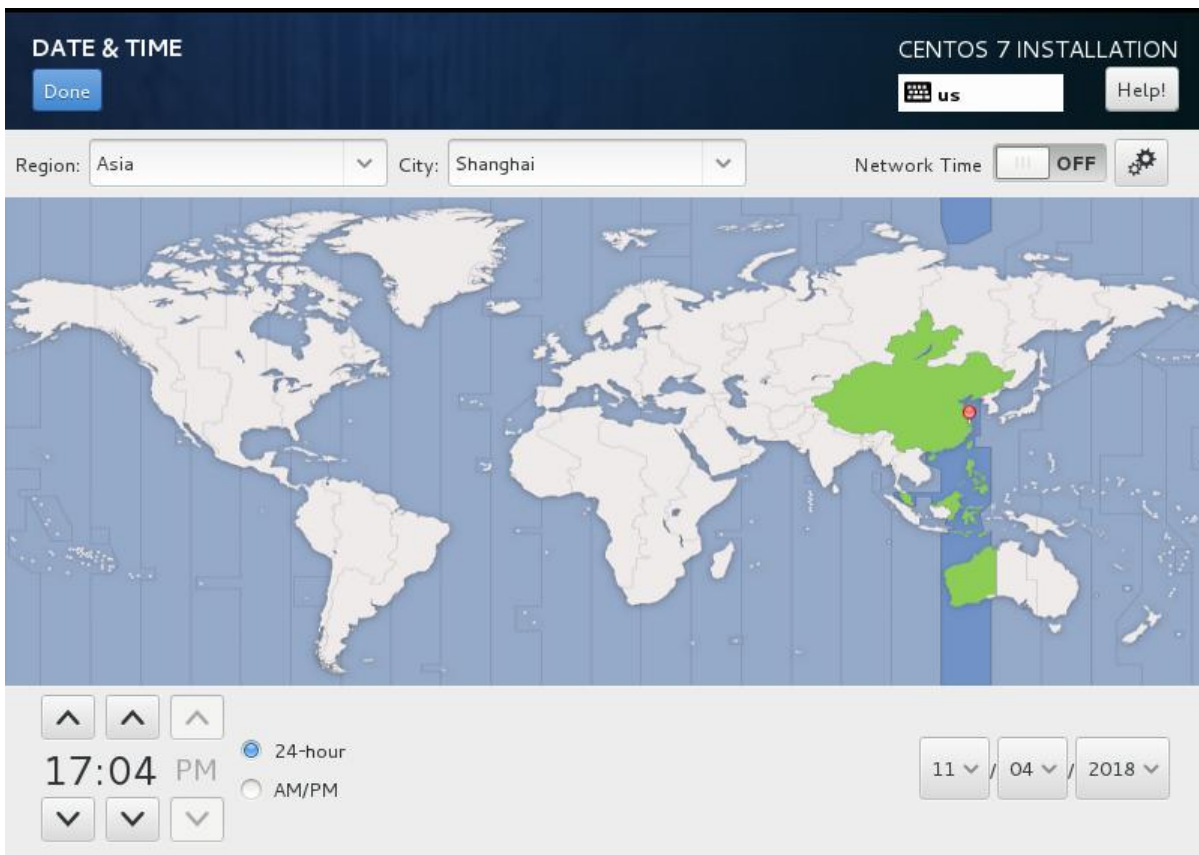 DATE & TIME
CENTOS 7 INSTALLATION
Done
us
Help!
Region: Asia
City: Shanghai
Network Time OFF
17:04 PM
24-hour
AM/PM
11 / 04 / 2018